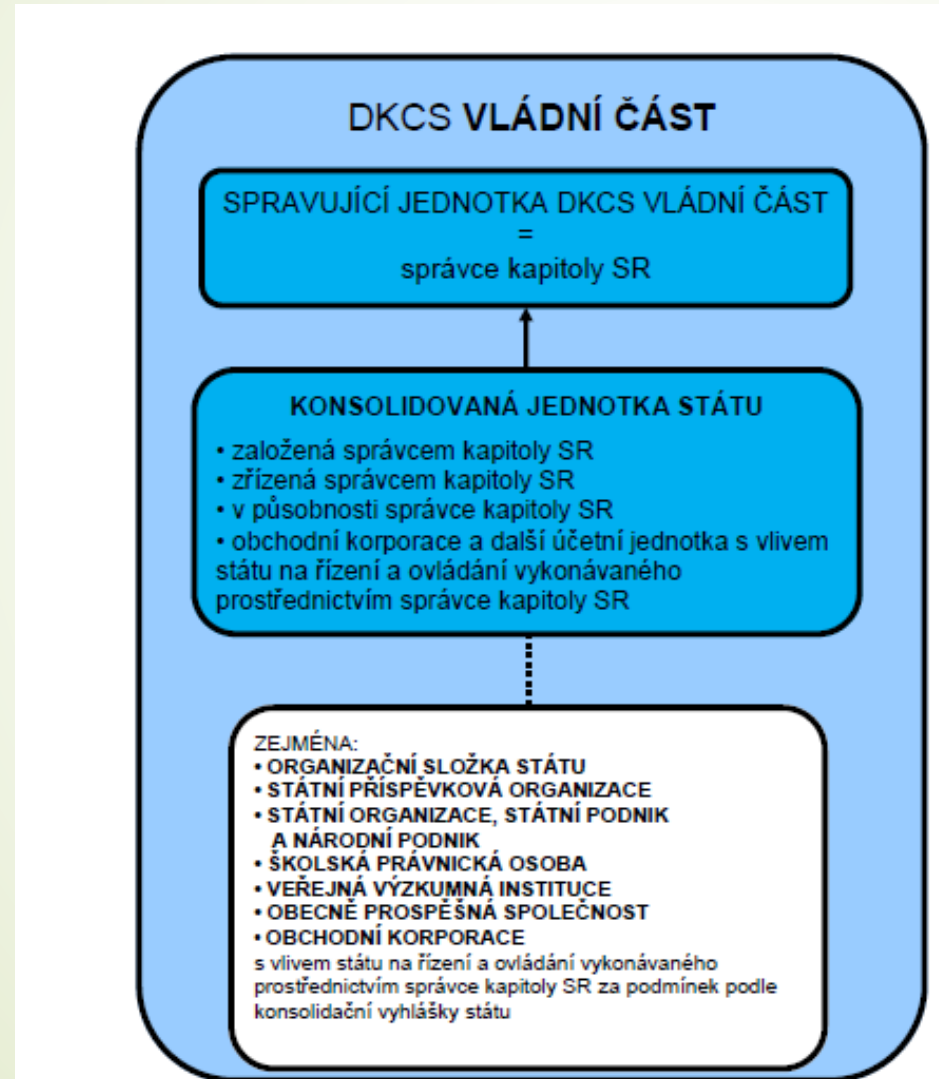 DKCS VLÁDNÍ ČÁST
SPRAVUJÍCÍ JEDNOTKA DKCS VLÁDNÍ ČÁST
=
správce kapitoly SR
KONSOLIDOVANÁ JEDNOTKA STÁTU
• založená správcem kapitoly SR
• zřízená správcem kapitoly SR
• v působnosti správce kapitoly SR
• obchodní korporace a další účetní jednotka s vlivem
státu na řízení a ovládání vykonávaného
prostřednictvím správce kapitoly SR
ZEJMÉNA:
• ORGANIZAČNÍ SLOŽKA STÁTU
• STÁTNÍ PŘÍSPĚVKOVÁ ORGANIZACE
• STÁTNÍ ORGANIZACE, STÁTNÍ PODNIK
A NÁRODNÍ PODNIK
• ŠKOLSKÁ PRÁVNICKÁ OSOBA
• VEŘEJNÁ VÝZKUMNÁ INSTITUCE
• OBECNĚ PROSPĚŠNÁ SPOLEČNOST
• OBCHODNÍ KORPORACE
s vlivem státu na řízení a ovládání vykonávaného
prostřednictvím správce kapitoly SR za podmínek podle
konsolidační vyhlášky státu